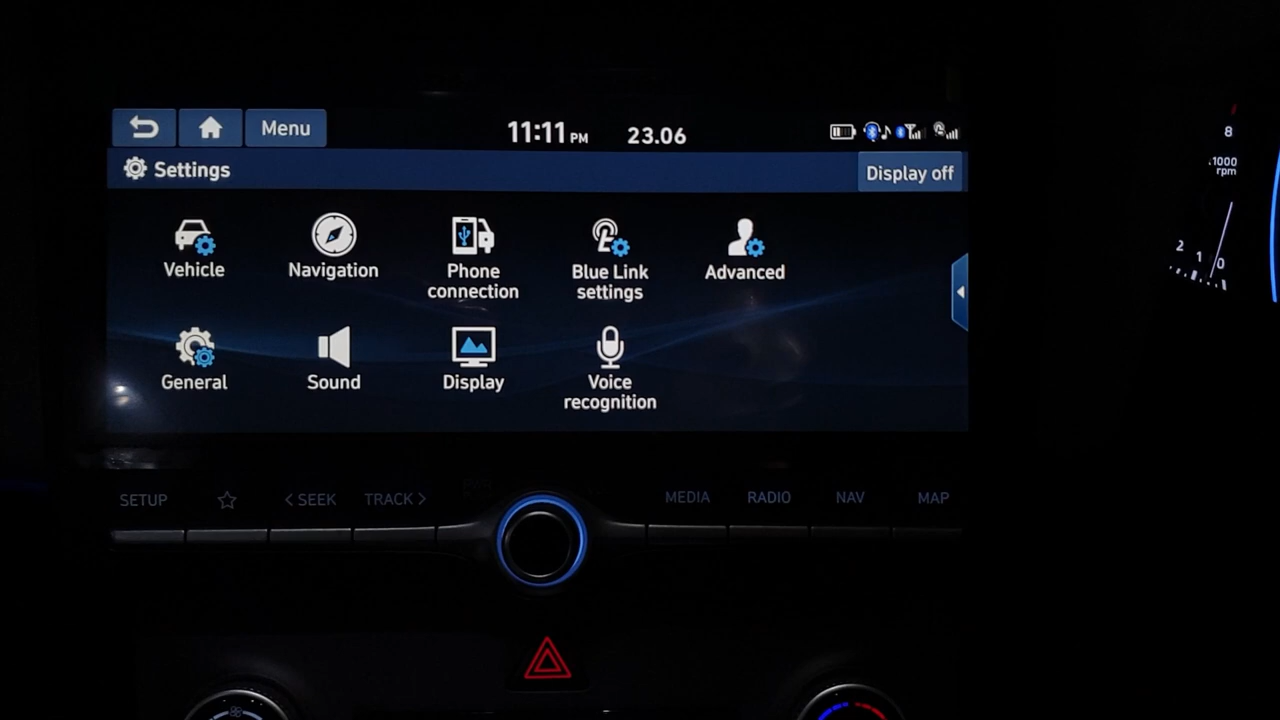 Menu
11:11 PM
23.06
Settings
Display off
Vehicle
Navigation
Phone
connection
Blue Link
settings
Advanced
General
Sound
Display
Voice
recognition
SETUP
< SEEK
TRACK >
MEDIA
RADIO
NAV
MAP
8
1000
rpm
2
1
0